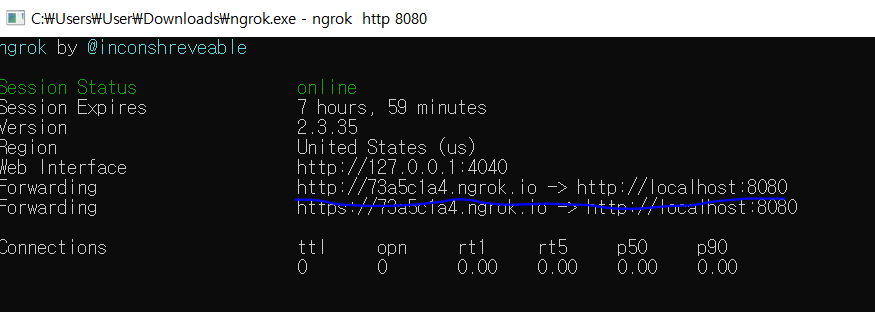 C:₩Users₩User₩Downloads₩ngrok.exe - ngrok  http 8080
ngrok by @inconshreveable
Session Status online
Session Expires 7 hours, 59 minutes
Version 2.3.35
Region United States (us)
Web Interface http://127.0.0.1:4040
Forwarding http://73a5c1a4.ngrok.io -> http://localhost:8080
Forwarding https://73a5c1a4.ngrok.io -> http://localhost:8080
Connections ttl opn rt1 rt5 p50 p90
0 0 0.00 0.00 0.00 0.00